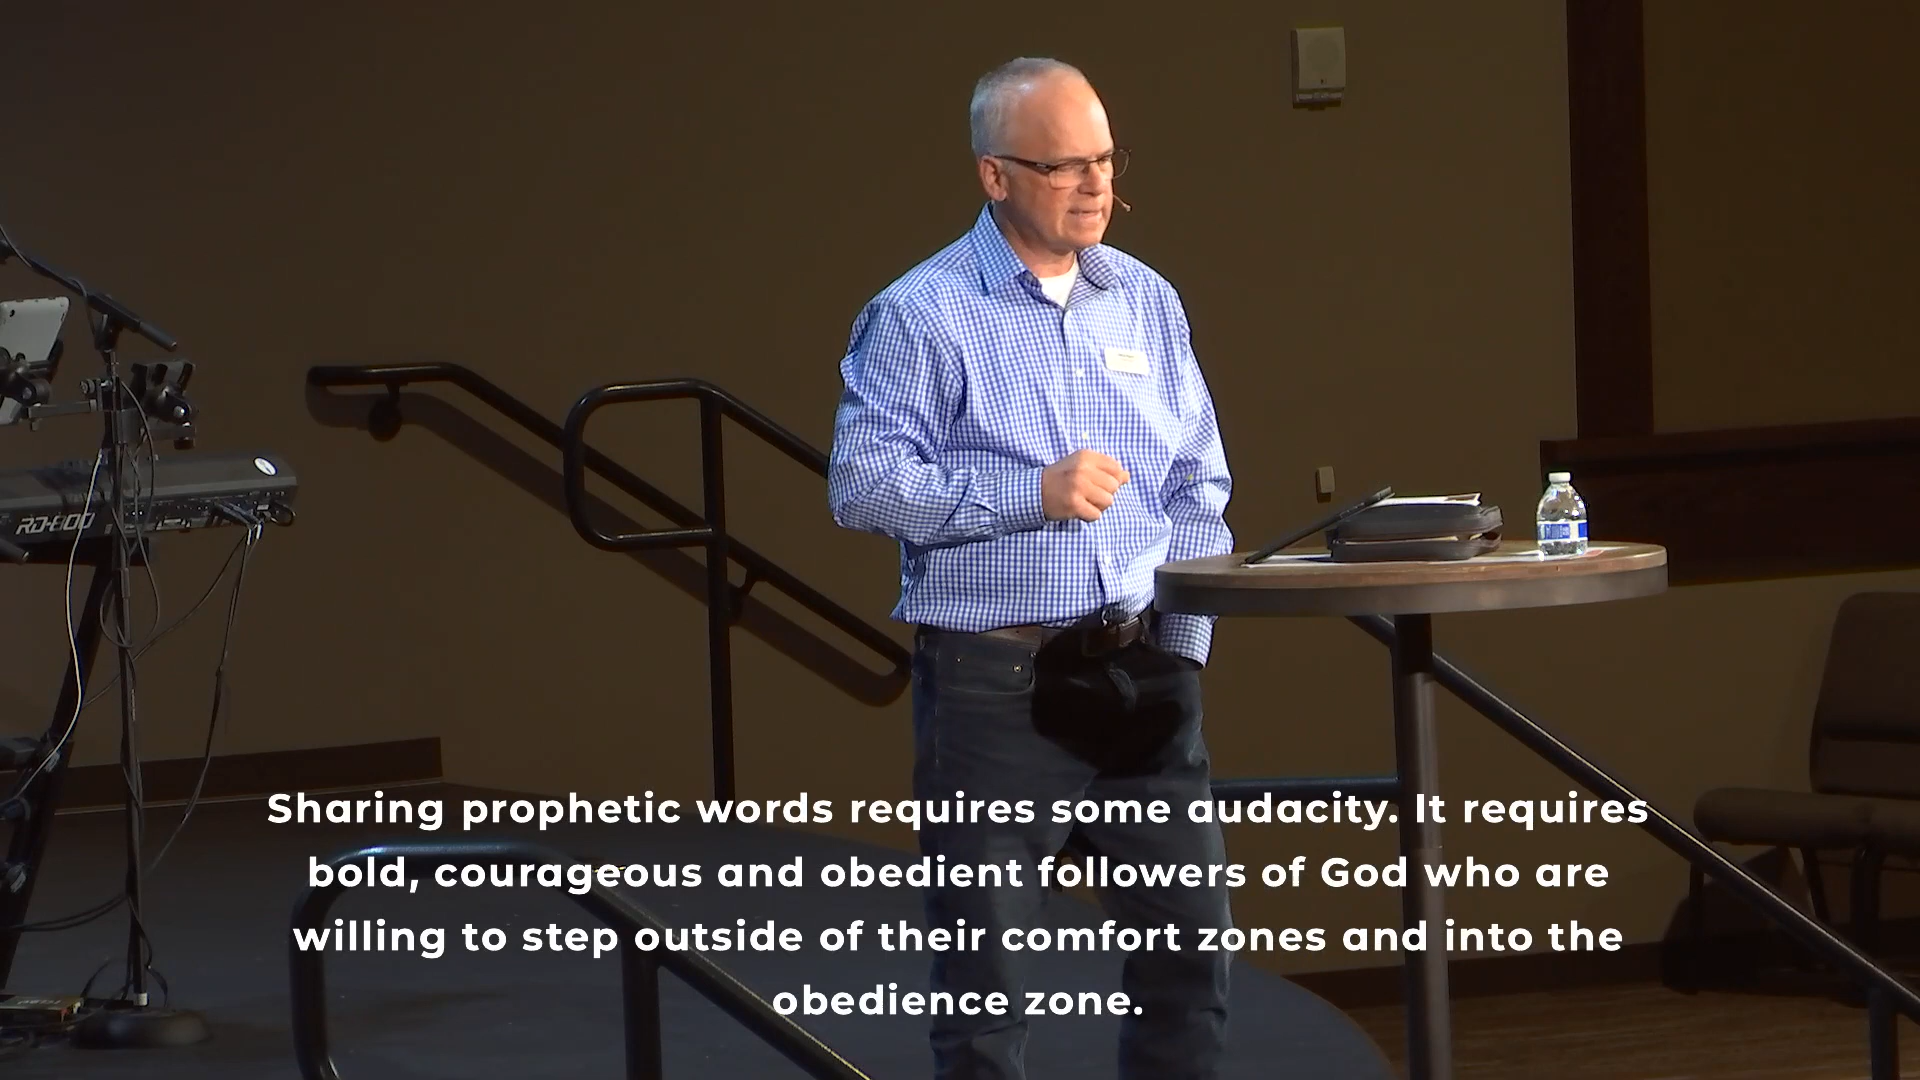 RD-800
Sharing prophetic words requires some audacity. It requires
bold, courageous and obedient followers of God who are
willing to step outside of their comfort zones and into the
obedience zone.